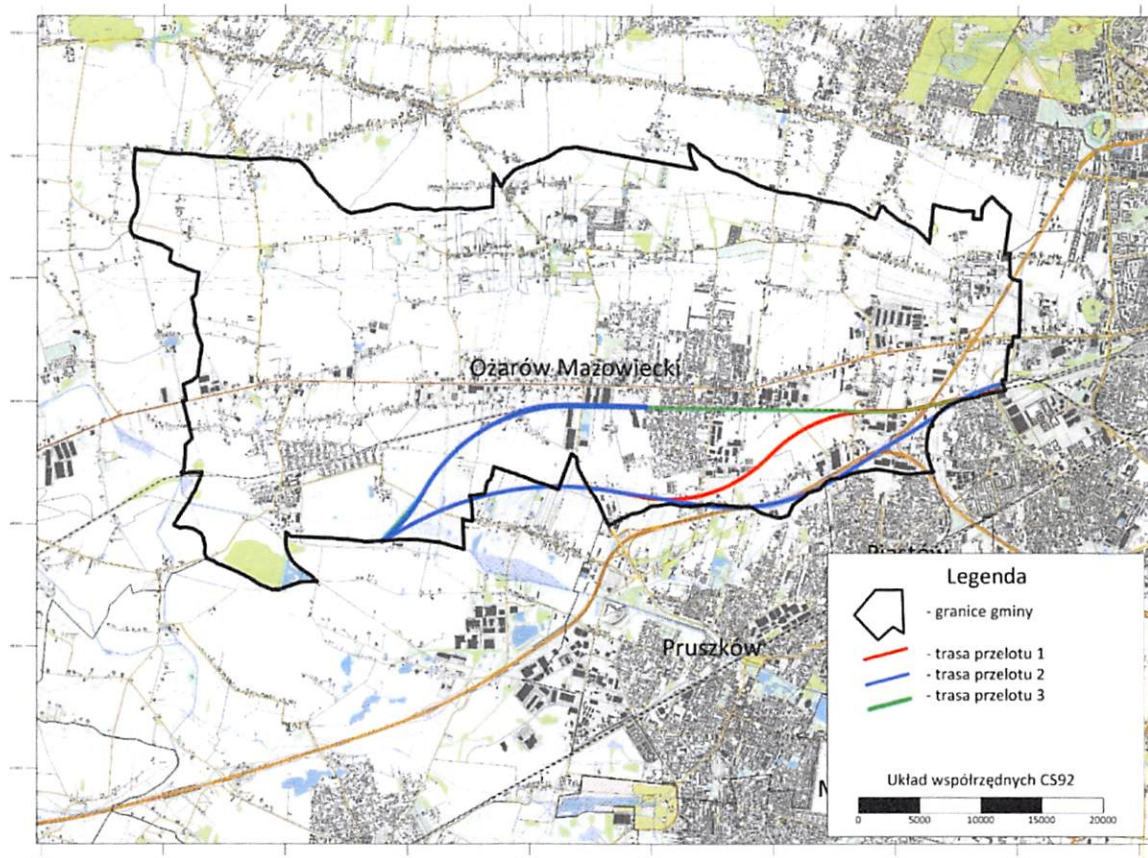 Ożarów Mazowiecki
Piastów
Pruszków
Legenda
- granice gminy
- trasa przelotu 1
- trasa przelotu 2
- trasa przelotu 3
Układ współrzędnych CS92
0 5000 10000 15000 20000